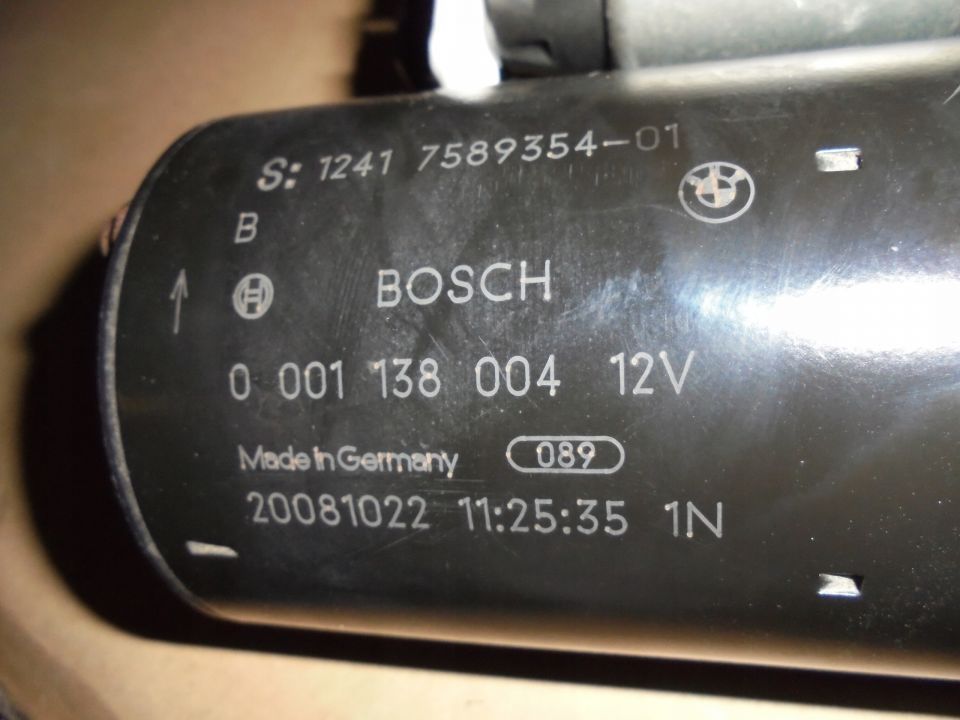 S: 1241 7589354-01
B
BOSCH
0 001 138 004 12V
Made in Germany 089
20081022 11:25:35 1N